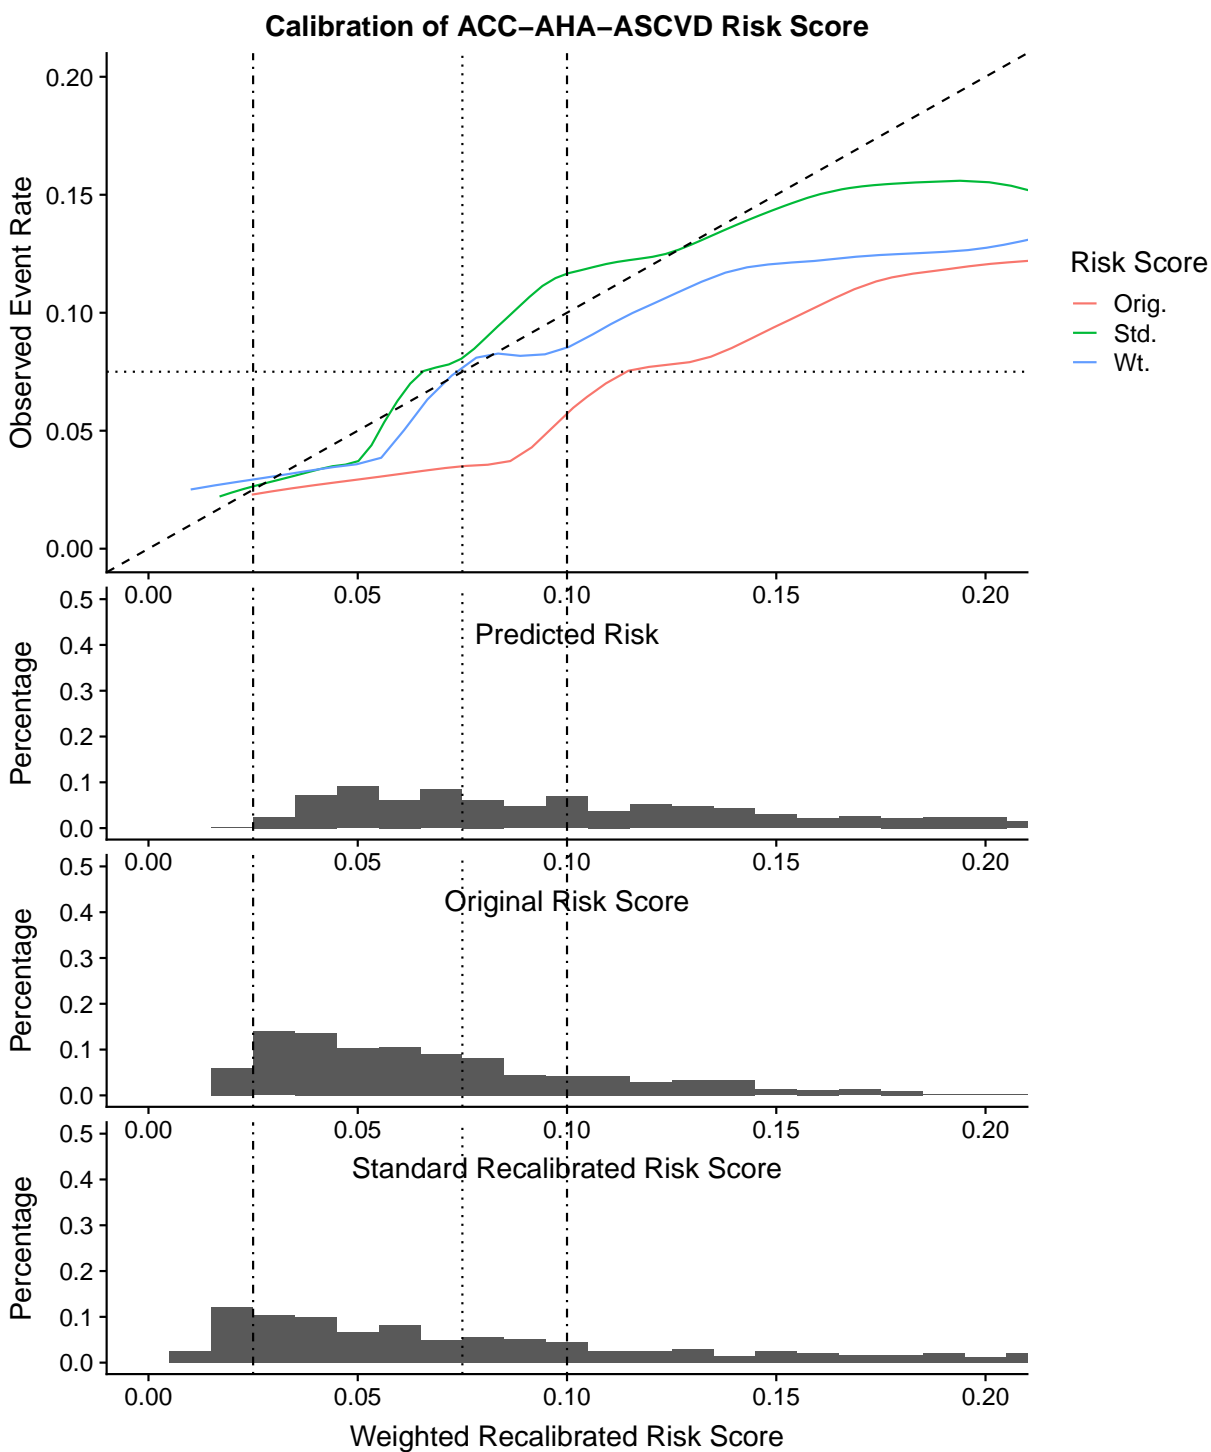 Calibration of ACC−AHA−ASCVD Risk Score
Observed Event Rate
0.20
0.15
0.10
0.05
0.00
0.00 0.05 0.10 0.15 0.20
Predicted Risk
Risk Score
Orig.
Std.
Wt.
Percentage
0.5
0.4
0.3
0.2
0.1
0.0
0.00 0.05 0.10 0.15 0.20
Original Risk Score
Percentage
0.5
0.4
0.3
0.2
0.1
0.0
0.00 0.05 0.10 0.15 0.20
Standard Recalibrated Risk Score
Percentage
0.5
0.4
0.3
0.2
0.1
0.0
0.00 0.05 0.10 0.15 0.20
Weighted Recalibrated Risk Score